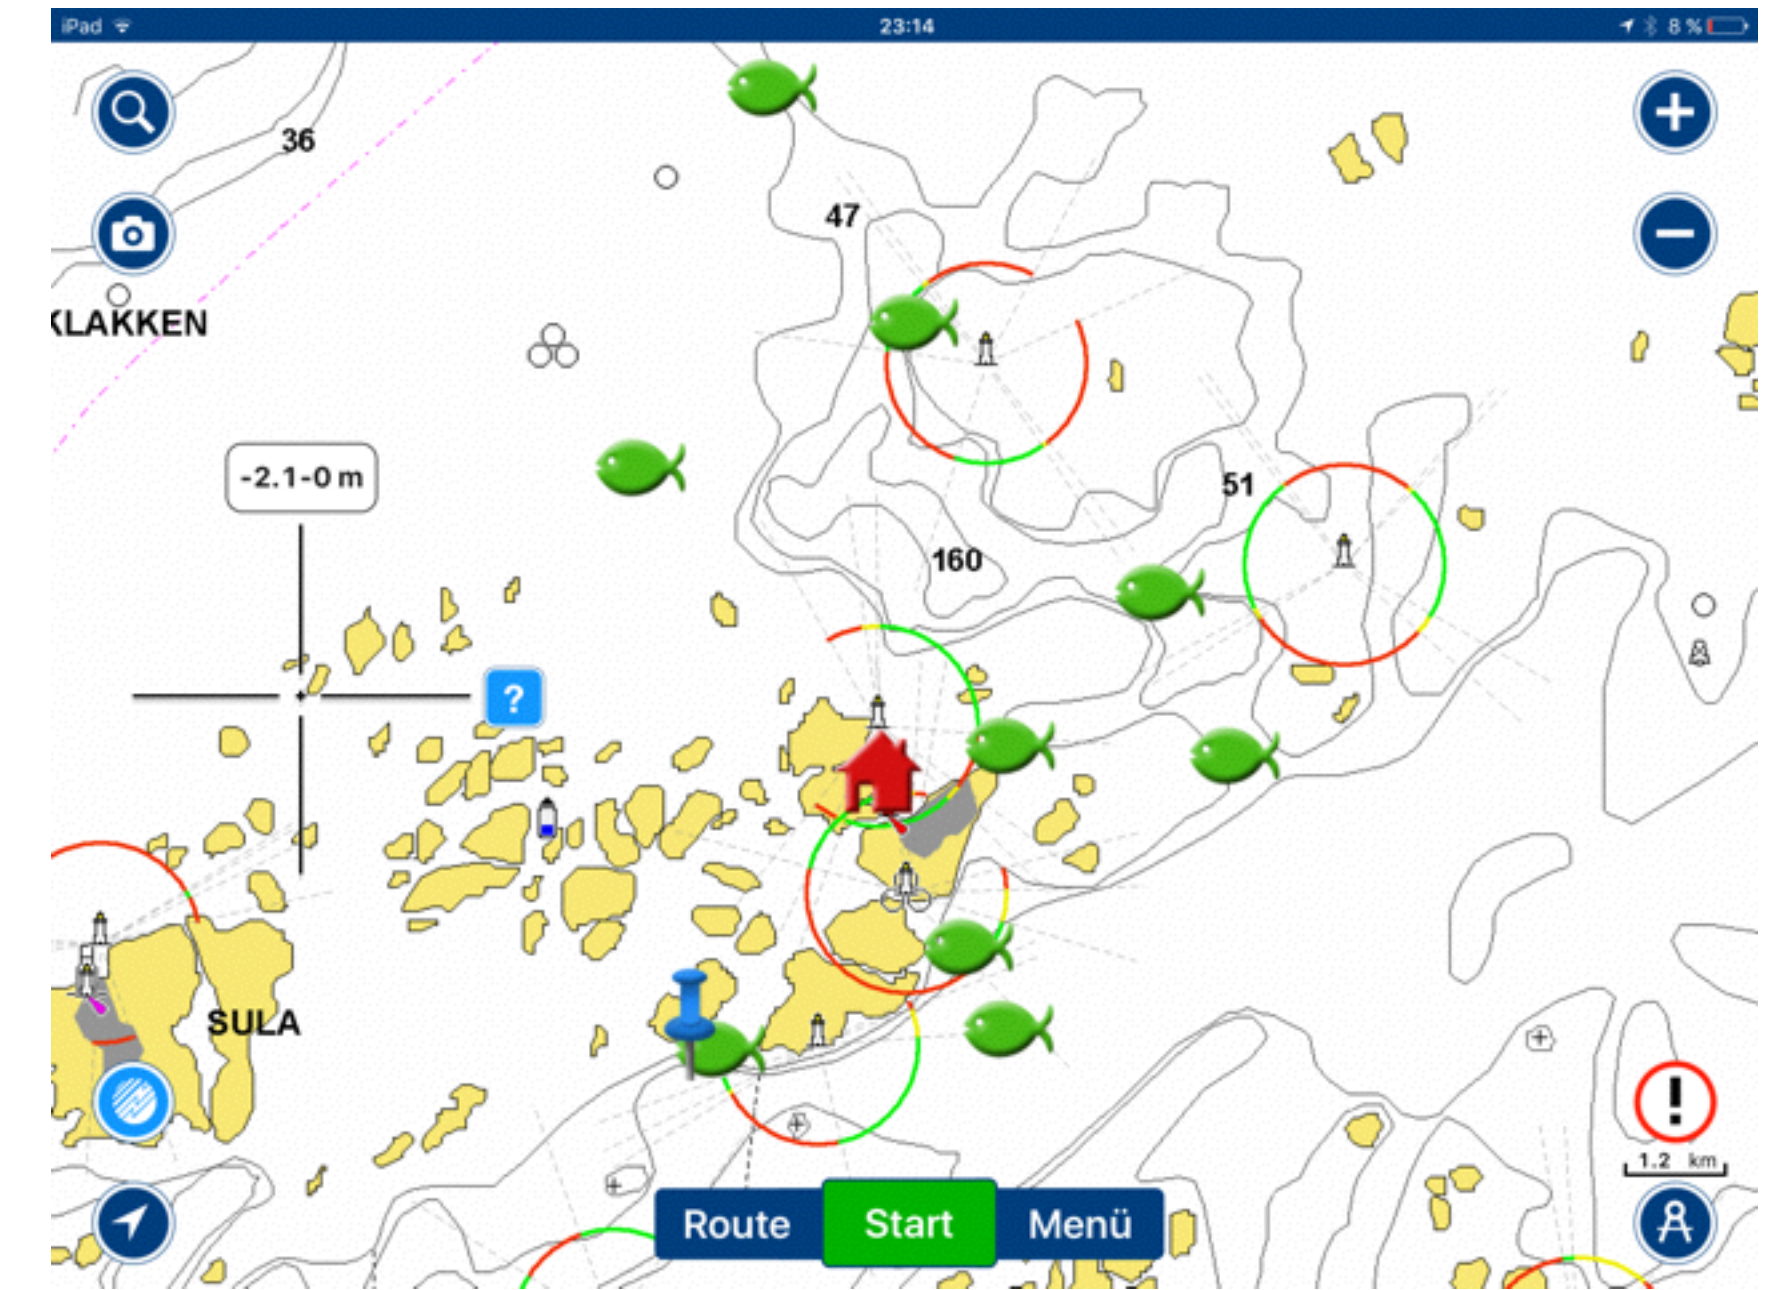 iPad 23:14 8 %
36
47
KLAKKEN
-2.1-0 m
51
160
?
SULA
!
1.2 km
Route Start Menü